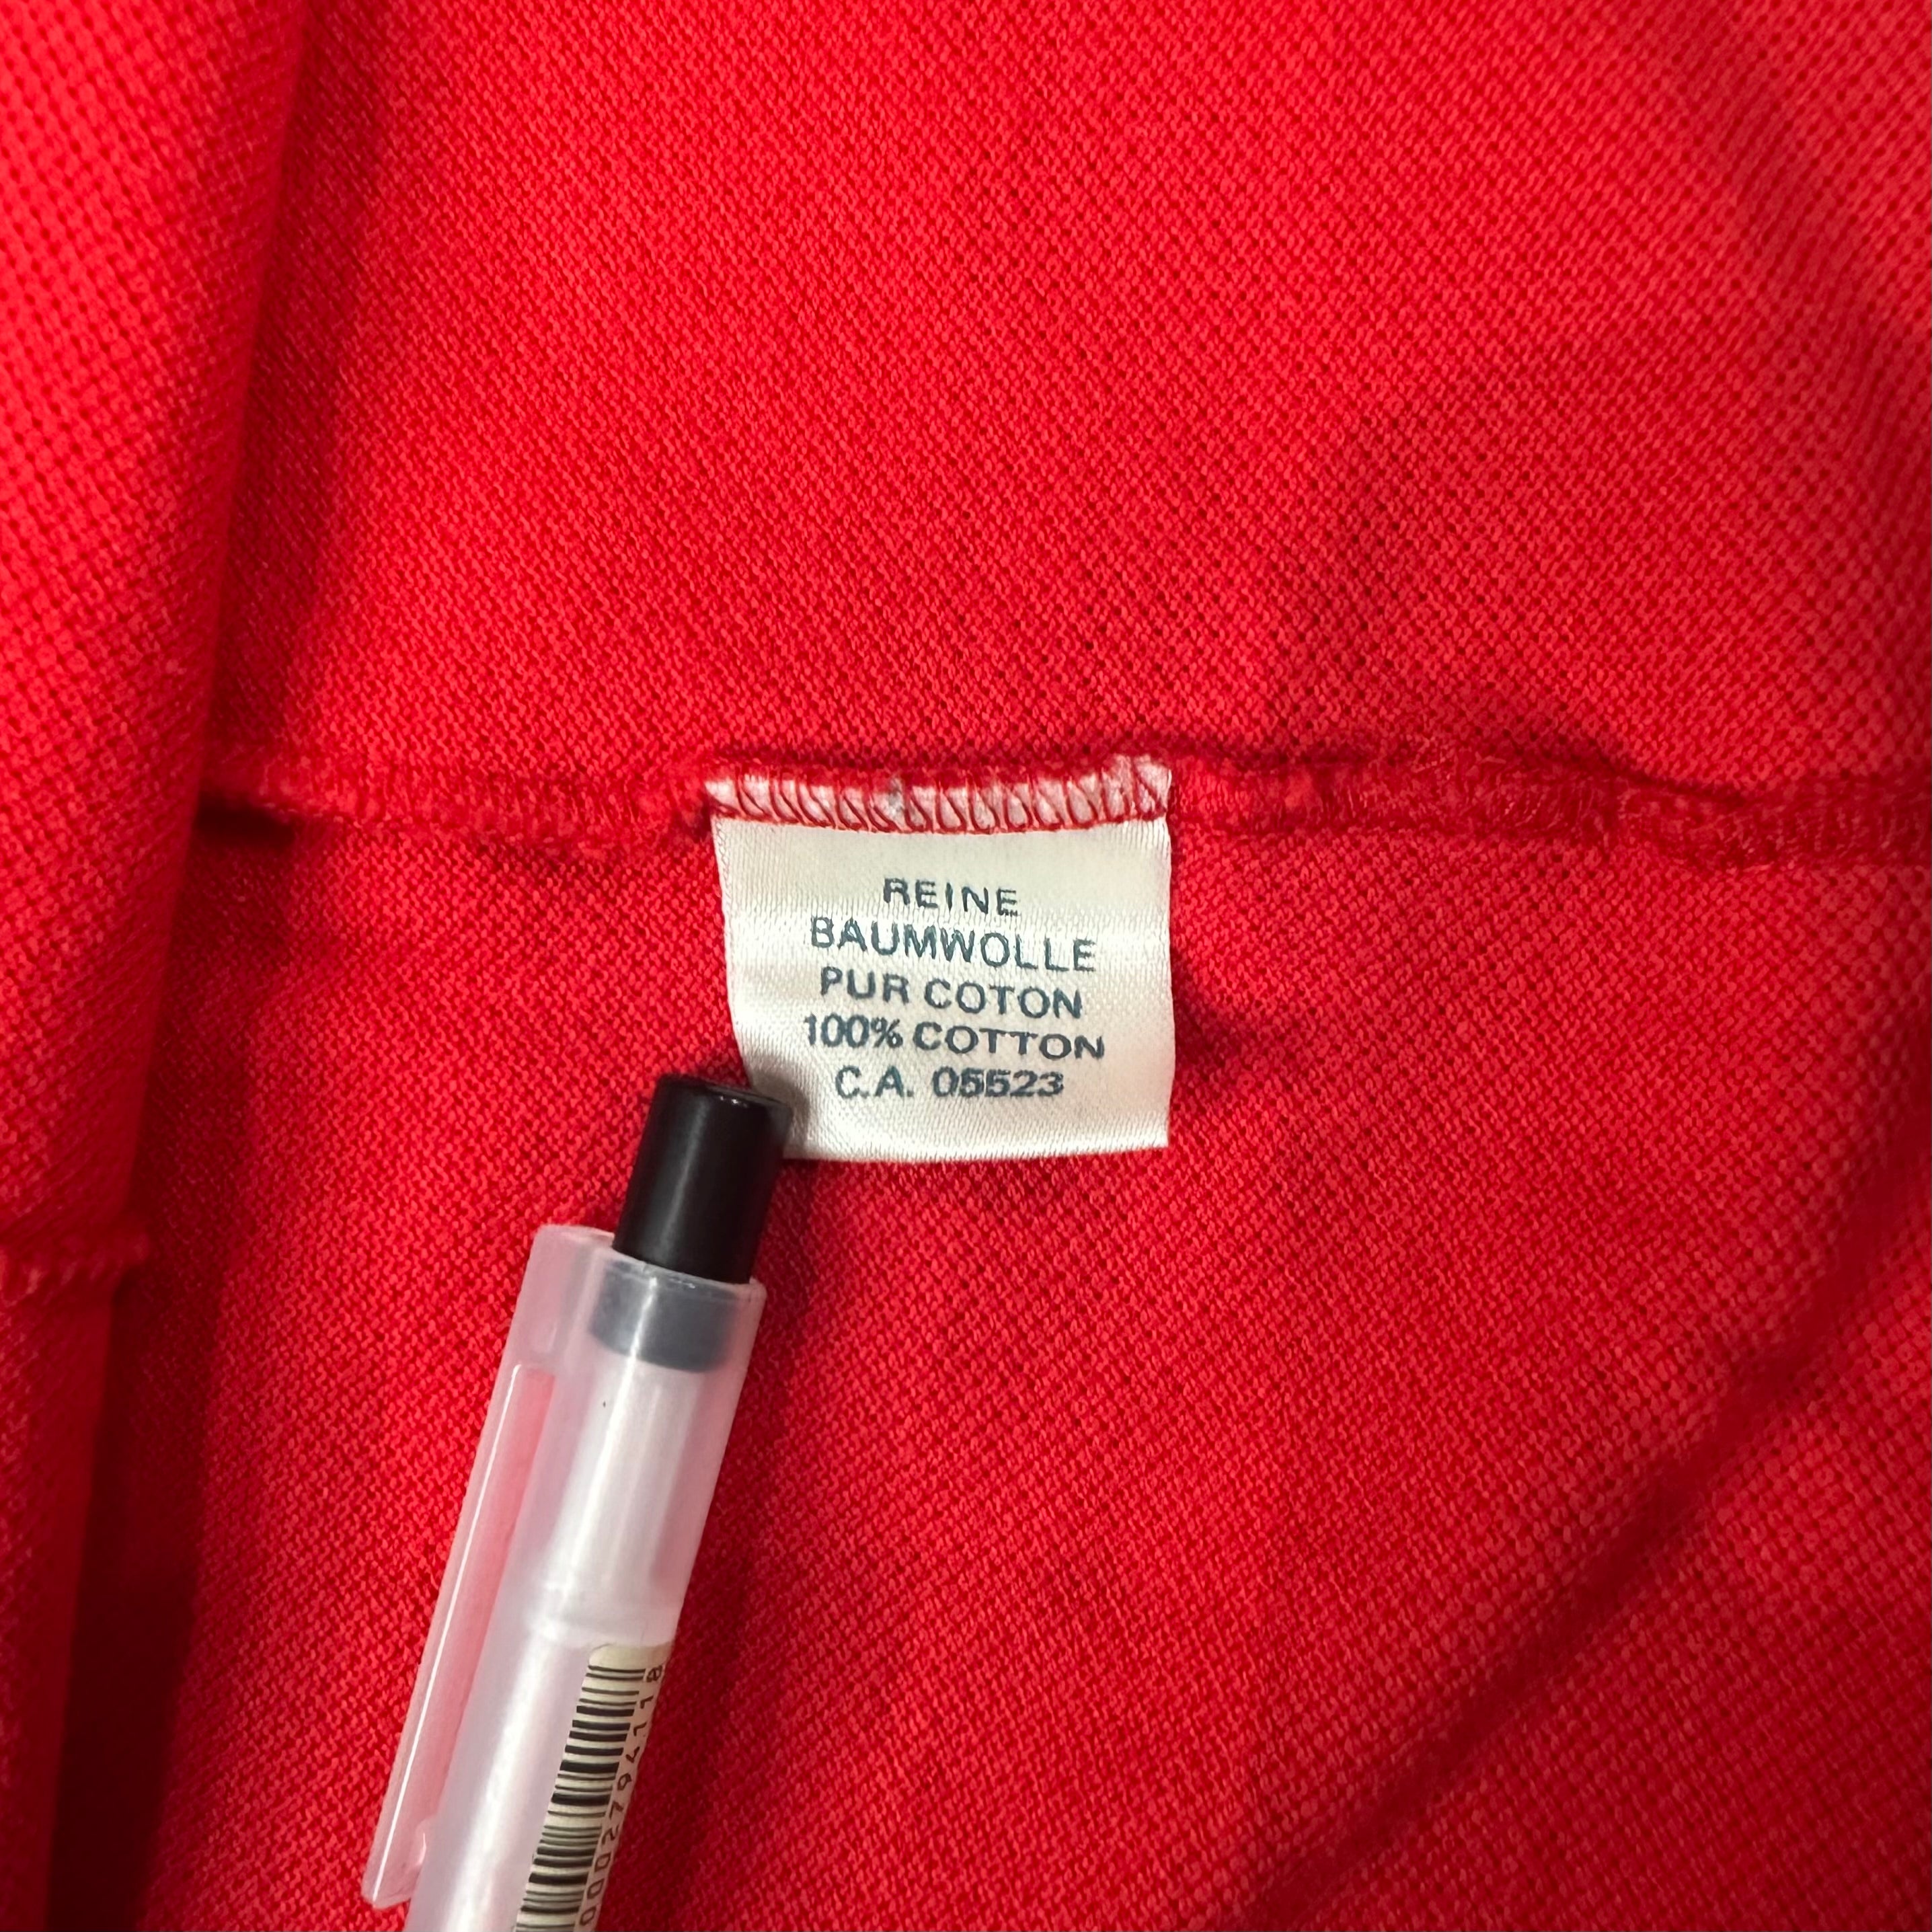 REINE
BAUMWOLLE
PUR COTON
100% COTTON
C.A. 05523